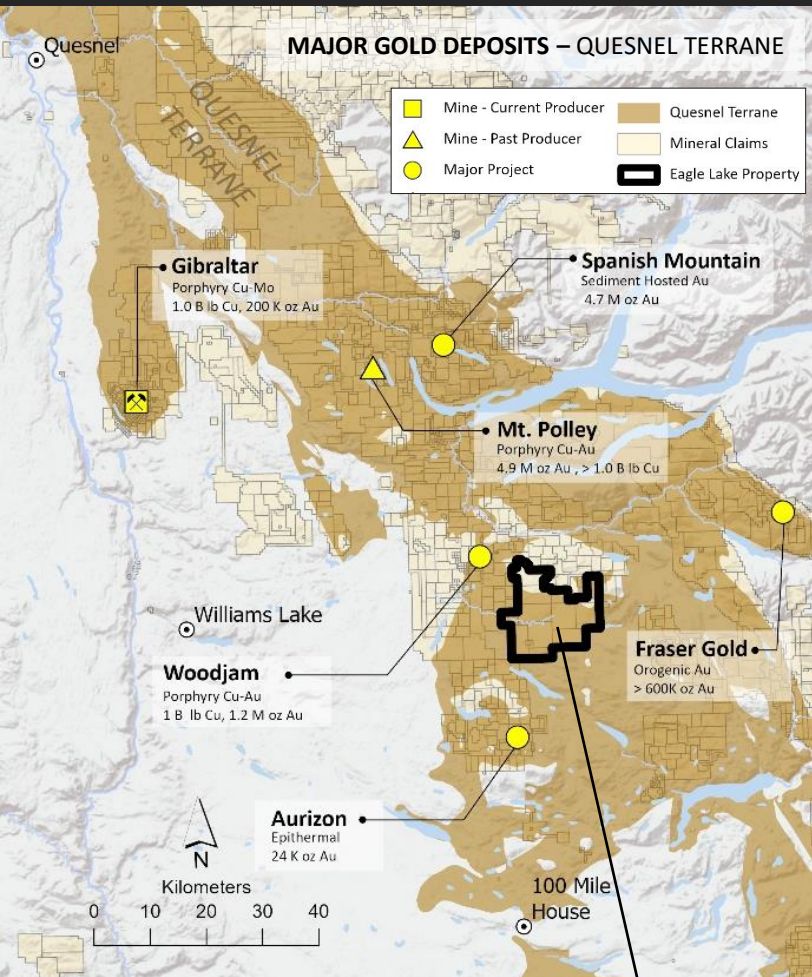 MAJOR GOLD DEPOSITS – QUESNEL TERRANE
Quesnel
Mine - Current Producer
Mine - Past Producer
Major Project
Quesnel Terrane
Mineral Claims
Eagle Lake Property
QUESNEL
TERRANE
Gibraltar
Porphyry Cu-Mo
1.0 B lb Cu, 200 K oz Au
Spanish Mountain
Sediment Hosted Au
4.7 M oz Au
Mt. Polley
Porphyry Cu-Au
4.9 M oz Au , > 1.0 B lb Cu
Williams Lake
Fraser Gold
Orogenic Au
> 600K oz Au
Woodjam
Porphyry Cu-Au
1 B lb Cu, 1.2 M oz Au
Aurizon
Epithermal
24 K oz Au
N
Kilometers
0 10 20 30 40
100 Mile
House